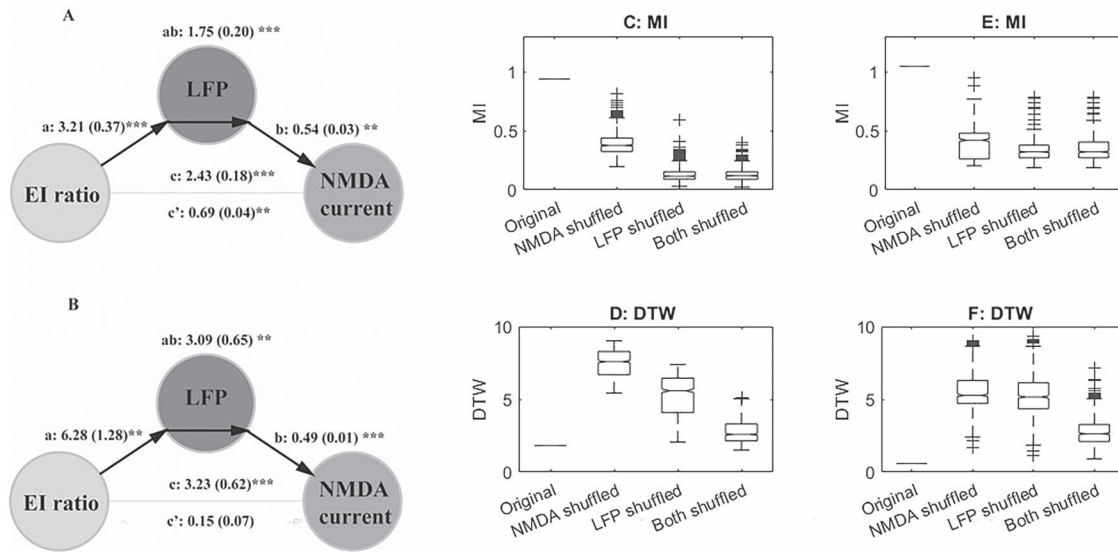 A
ab: 1.75 (0.20) ***
LFP
a: 3.21 (0.37)***
b: 0.54 (0.03) **
EI ratio
c: 2.43 (0.18)***
c’: 0.69 (0.04)**
NMDA
current
B
ab: 3.09 (0.65) **
LFP
a: 6.28 (1.28)**
b: 0.49 (0.01) ***
EI ratio
c: 3.23 (0.62)***
c’: 0.15 (0.07)
NMDA
current
C: MI
MI
1
0.5
0
Original
NMDA shuffled
LFP shuffled
Both shuffled
E: MI
MI
1
0.5
0
Original
NMDA shuffled
LFP shuffled
Both shuffled
D: DTW
DTW
10
5
0
Original
NMDA shuffled
LFP shuffled
Both shuffled
F: DTW
DTW
10
5
0
Original
NMDA shuffled
LFP shuffled
Both shuffled